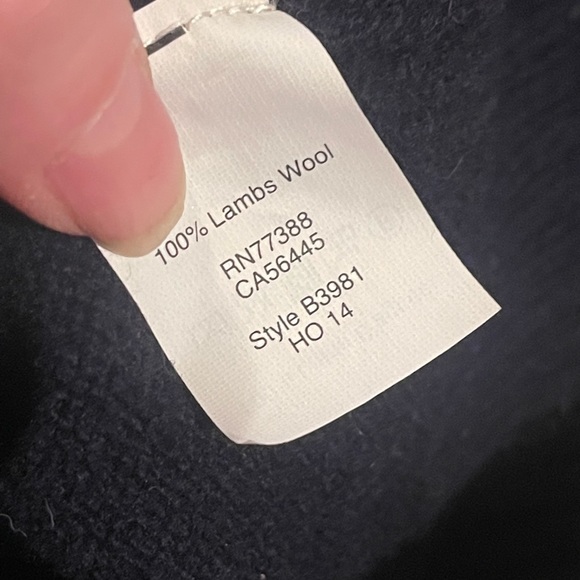 100% Lambs Wool
RN77388
CA56445
Style B3981
HO 14